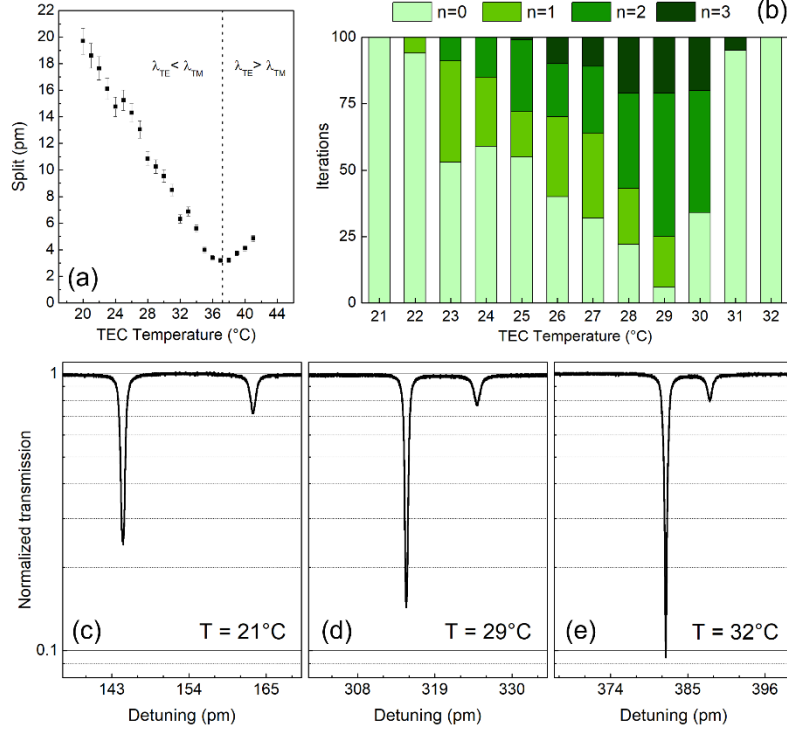 n=0 n=1 n=2 n=3 (b)
22
20
18
16
14
12
10
8
6
4
2
0
Split (pm)
λTE < λTM λTE > λTM
(a)
20 24 28 32 36 40 44
TEC Temperature (°C)
100
75
50
25
0
Itrations
21 22 23 24 25 26 27 28 29 30 31 32
TEC Temperature (°C)
1
0.1
Normalized transmission
(c) T = 21°C
143 154 165
Detuning (pm)
(d) T = 29°C
308 319 330
Detuning (pm)
(e) T = 32°C
374 385 396
Detuning (pm)